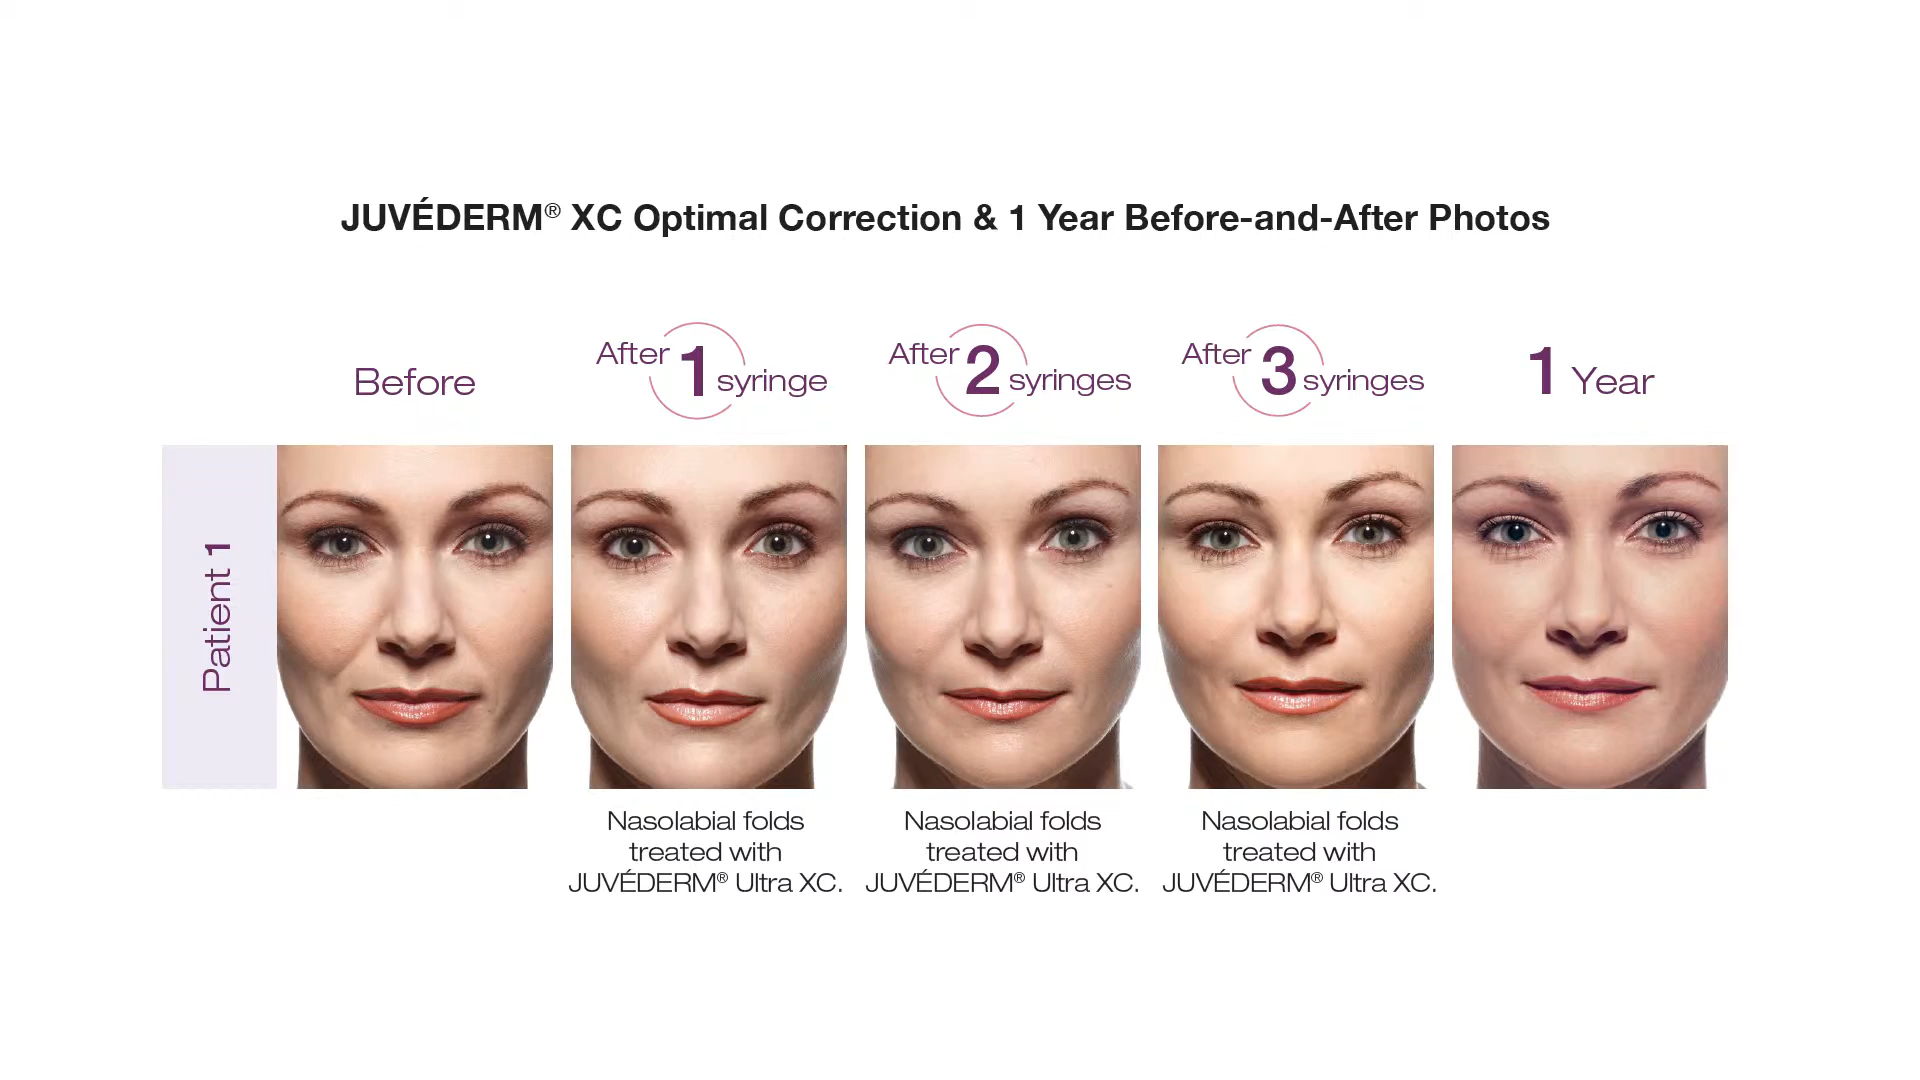 JUVÉDERM® XC Optimal Correction & 1 Year Before-and-After Photos
Before
After 1 syringe
After 2 syringes
After 3 syringes
1 Year
Patient 1
Nasolabial folds
treated with
JUVÉDERM® Ultra XC.
Nasolabial folds
treated with
JUVÉDERM® Ultra XC.
Nasolabial folds
treated with
JUVÉDERM® Ultra XC.